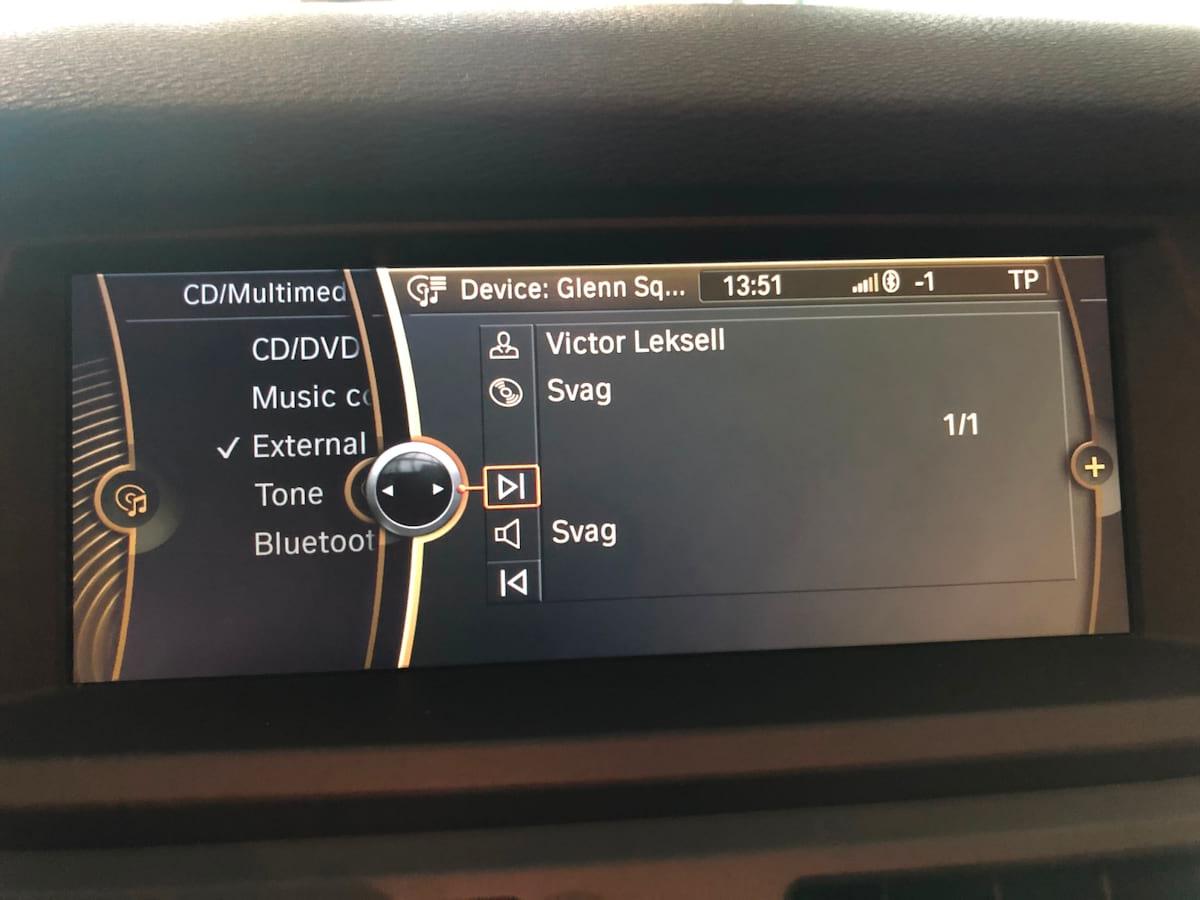 CD/Multimed
Device: Glenn Sq... 13:51 -1 TP
CD/DVD
Music co
✓ External
Tone
Bluetoot
Victor Leksell
Svag
1/1
Svag